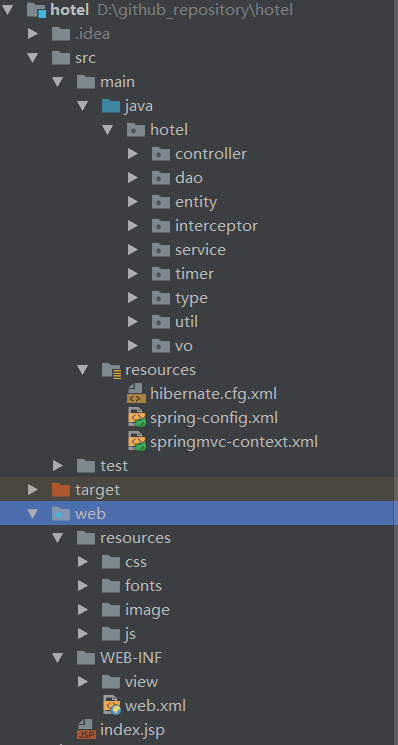 hotel D:\github_repository\hotel
.idea
src
main
java
hotel
controller
dao
entity
interceptor
service
timer
type
util
vo
resources
hibernate.cfg.xml
spring-config.xml
springmvc-context.xml
test
target
web
resources
css
fonts
image
js
WEB-INF
view
web.xml
JSP index.jsp